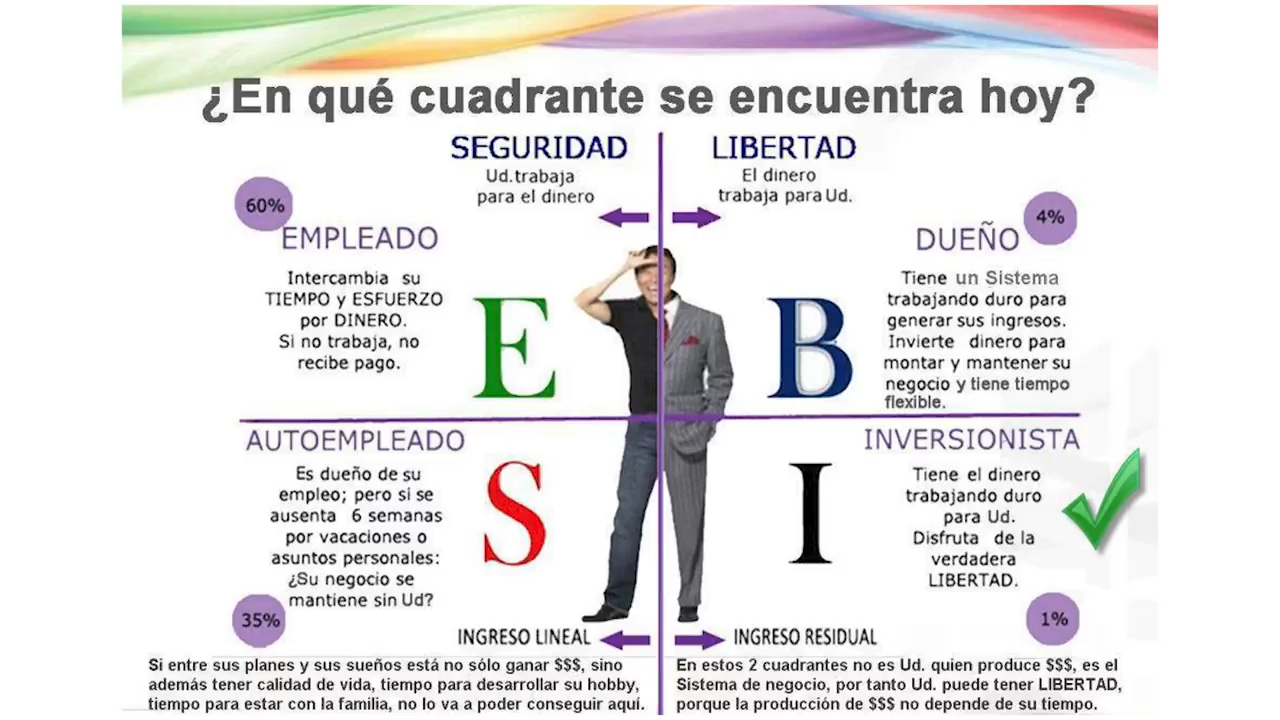 ¿En qué cuadrante se encuentra hoy?
SEGURIDAD
Ud.trabaja
para el dinero
LIBERTAD
El dinero
trabaja para Ud.
60%
EMPLEADO
Intercambia su
TIEMPO y ESFUERZO
por DINERO.
Si no trabaja, no
recibe pago.
E
4%
DUEÑO
Tiene un Sistema
trabajando duro para
generar sus ingresos.
Invierte dinero para
montar y mantener su
negocio y tiene tiempo
flexible.
B
AUTOEMPLEADO
Es dueño de su
empleo; pero si se
ausenta 6 semanas
por vacaciones o
asuntos personales:
¿Su negocio se
mantiene sin Ud?
35%
S
INVERSIONISTA
Tiene el dinero
trabajando duro
para Ud.
Disfruta de la
verdadera
LIBERTAD.
1%
I
INGRESO LINEAL
INGRESO RESIDUAL
Si entre sus planes y sus sueños está no sólo ganar $$$, sino
además tener calidad de vida, tiempo para desarrollar su hobby,
tiempo para estar con la familia, no lo va a poder conseguir aquí.
En estos 2 cuadrantes no es Ud. quien produce $$$, es el
Sistema de negocio, por tanto Ud. puede tener LIBERTAD,
porque la producción de $$$ no depende de su tiempo.